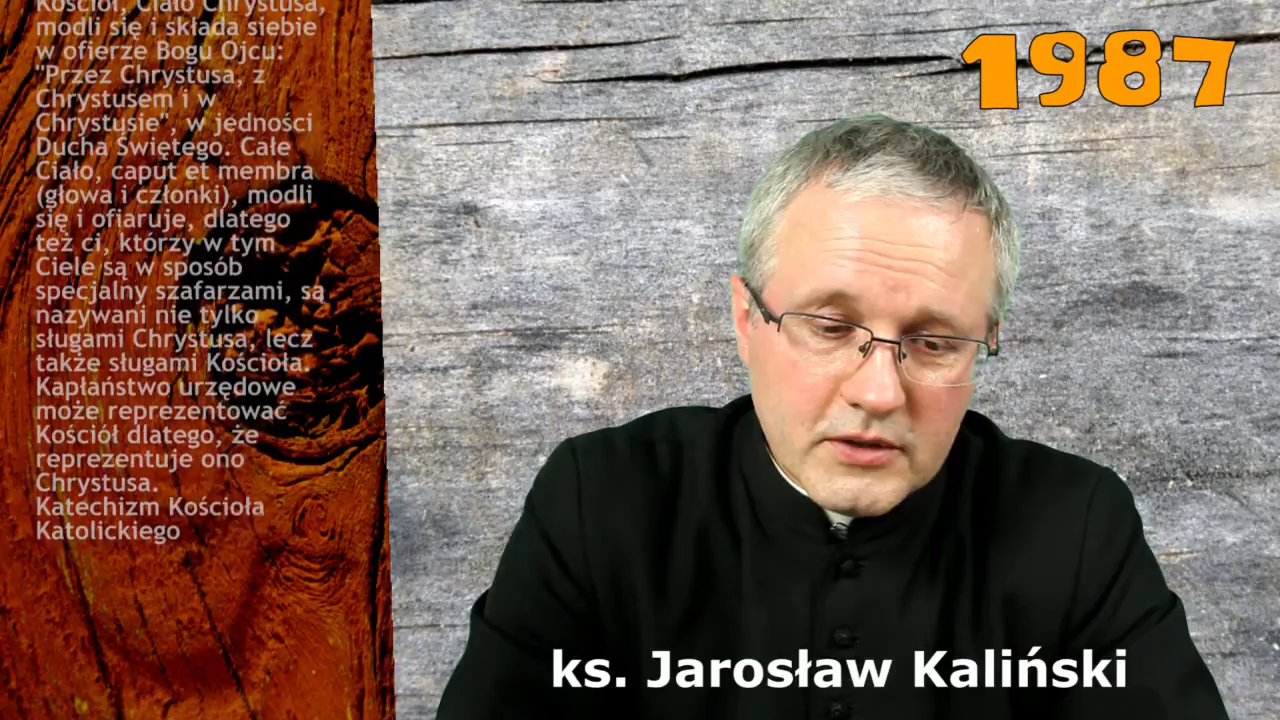 Kościół, Ciało Chrystusa,
modli się i składa siebie
w ofierze Bogu Ojcu:
"Przez Chrystusa, z
Chrystusem i w
Chrystusie", w jedności
Ducha Świętego. Całe
Ciało, caput et membra
(głowa i członki), modli
się i ofiaruje, dlatego
też ci, którzy w tym
Ciele są w sposób
specjalny szafarzami, są
nazywani nie tylko
sługami Chrystusa, lecz
także sługami Kościoła.
Kapłaństwo urzędowe
może reprezentować
Kościół dlatego, że
reprezentuje ono
Chrystusa.
Katechizm Kościoła
Katolickiego
1987
ks. Jarosław Kaliński